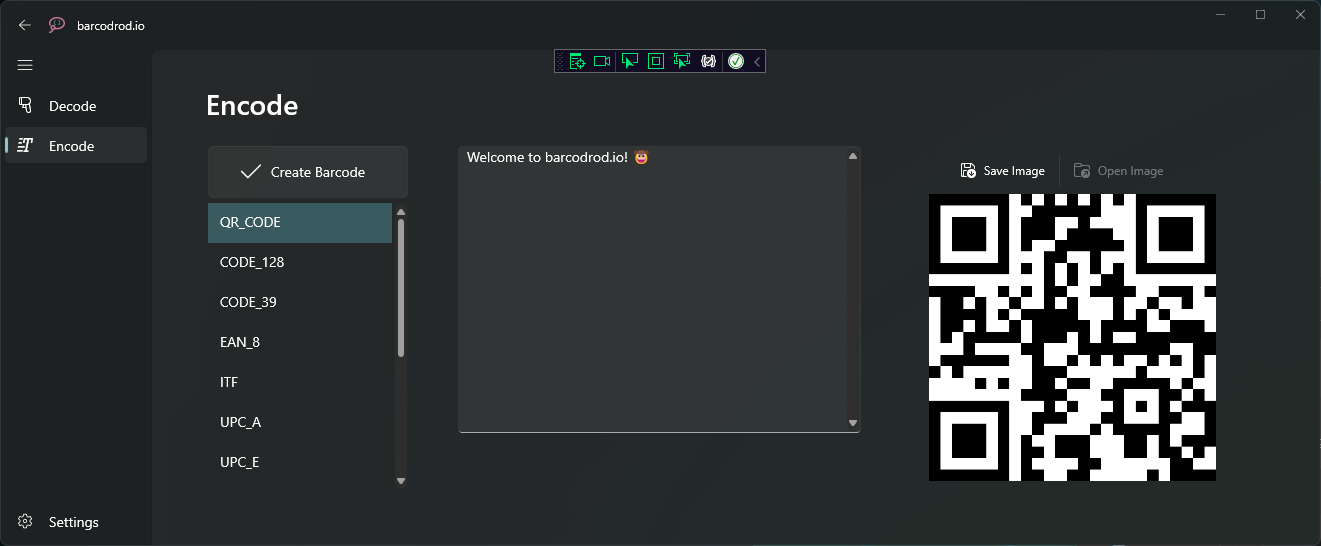 barcodrod.io
Decode
Encode
Encode
Create Barcode
QR_CODE
CODE_128
CODE_39
EAN_8
ITF
UPC_A
UPC_E
Welcome to barcodrod.io! 🤠
Save Image
Open Image
Settings